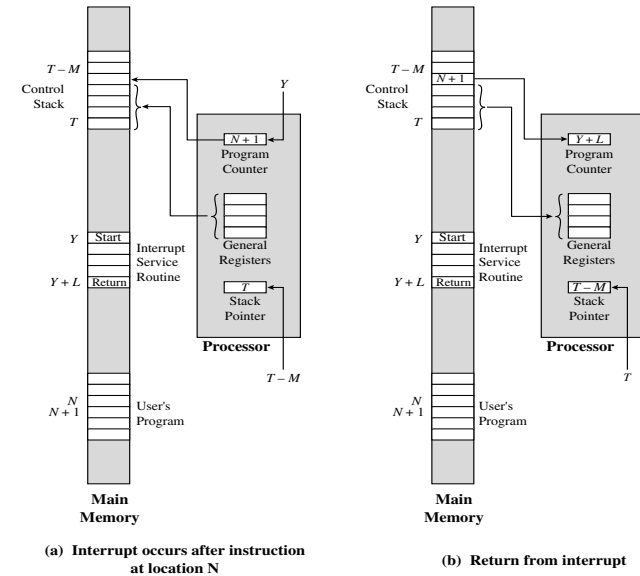 T – M
Control
Stack
T
Y
N + 1
Program
Counter
General
Registers
T
Stack
Pointer
Processor
T – M
Y
Start
Interrupt
Service
Routine
Y + L
Return
N
N + 1
User's
Program
Main
Memory
(a) Interrupt occurs after instruction
at location N
T – M
N + 1
Control
Stack
T
Y + L
Program
Counter
General
Registers
T – M
Stack
Pointer
Processor
T
Y
Start
Interrupt
Service
Routine
Y + L
Return
N
N + 1
User's
Program
Main
Memory
(b) Return from interrupt